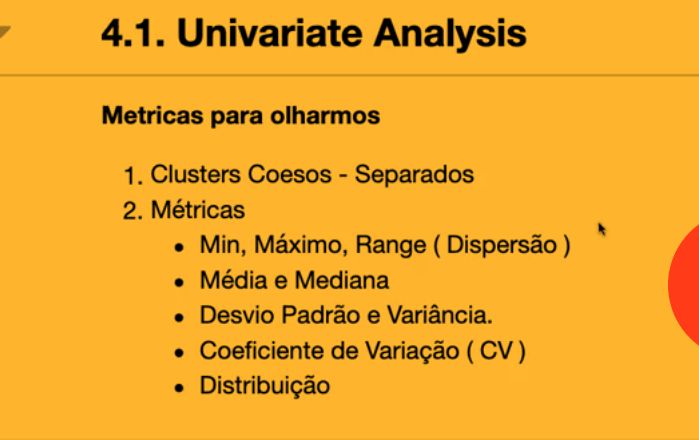 4.1. Univariate Analysis
Metricas para olharmos
1. Clusters Coesos - Separados
2. Métricas
• Min, Máximo, Range ( Dispersão )
• Média e Mediana
• Desvio Padrão e Variância.
• Coeficiente de Variação ( CV )
• Distribuição